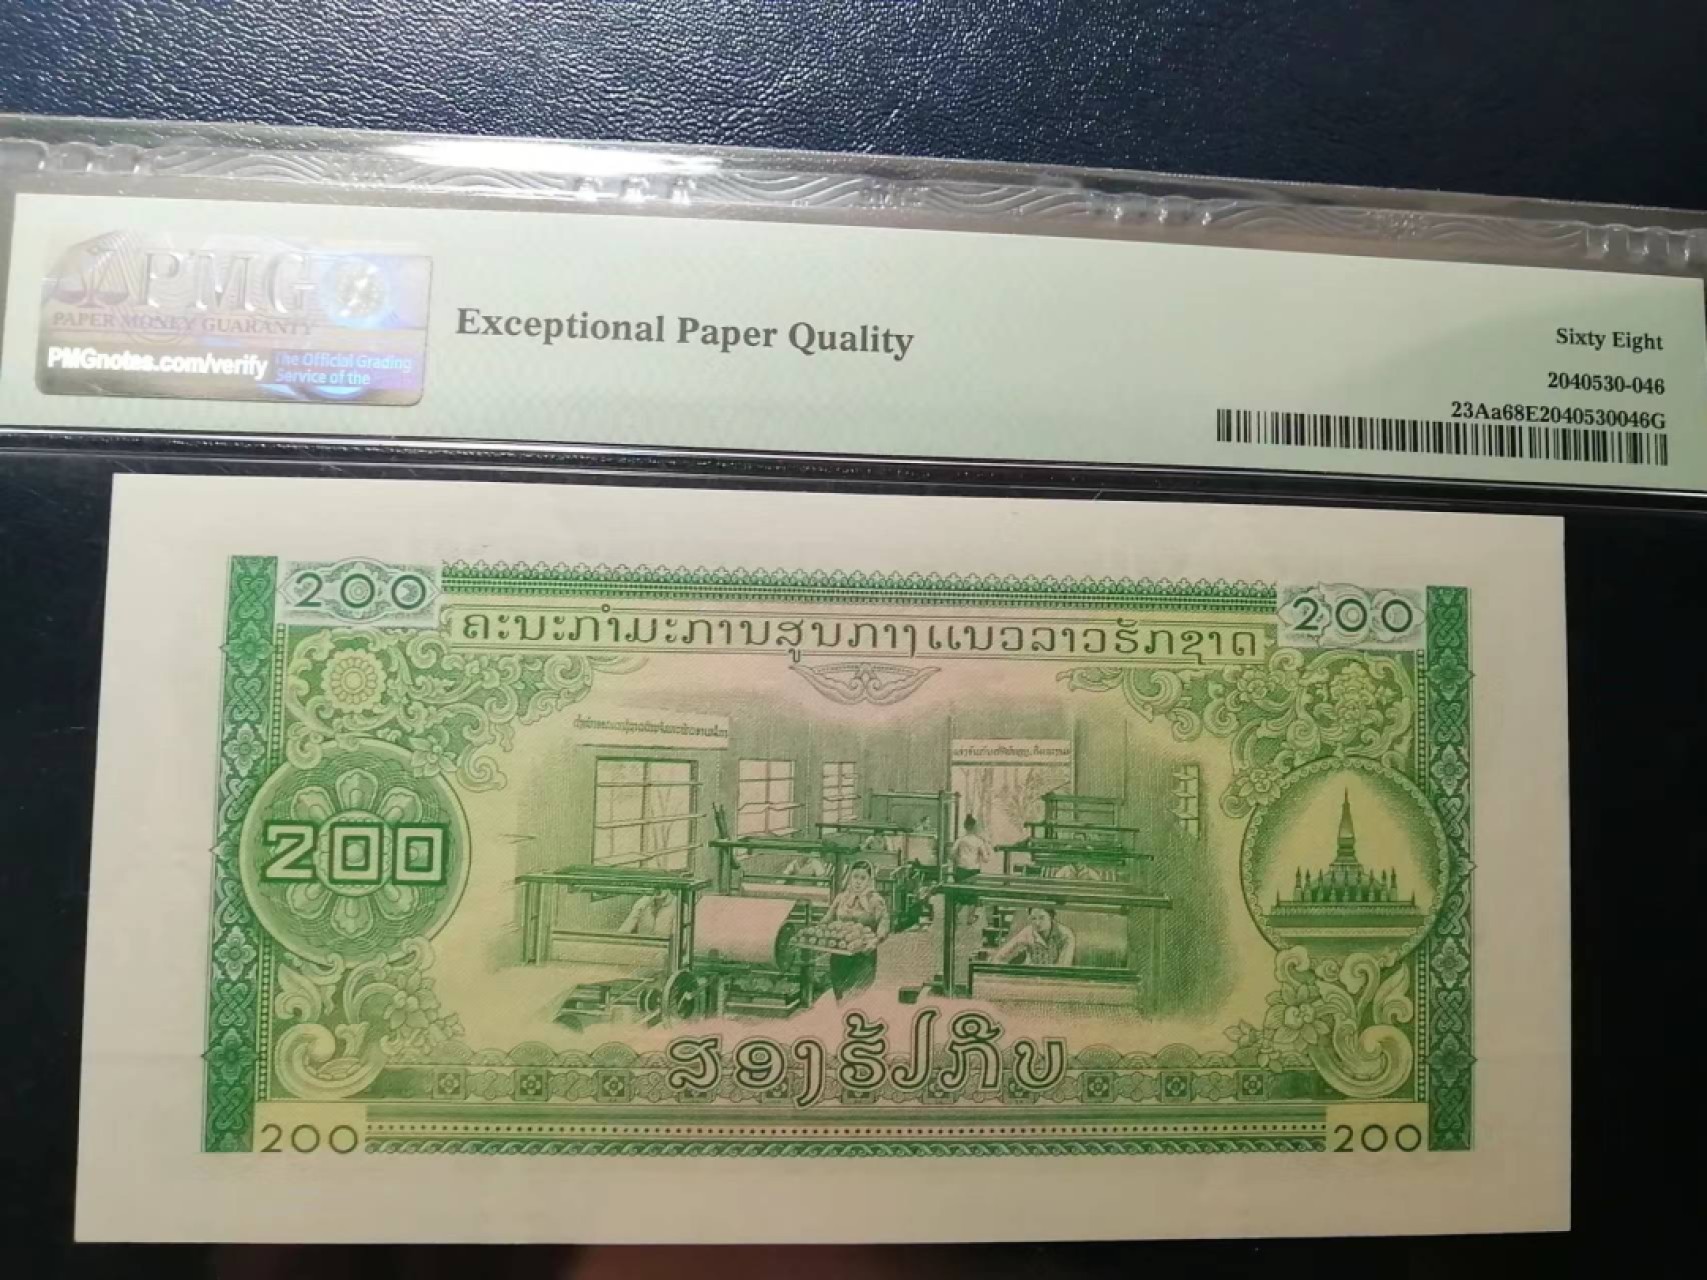 PMG
PAPER MONEY GUARANTY
PMGnotes.com/verify
The Official Grading
Service of the
Exceptional Paper Quality
Sixty Eight
2040530-046
23Aa68E2040530046G
200
200
ຄະນະກຳມະການສູນກາງແນວລາວຮັກຊາດ
200
ສອງຮ້ອຍກີບ
200
200